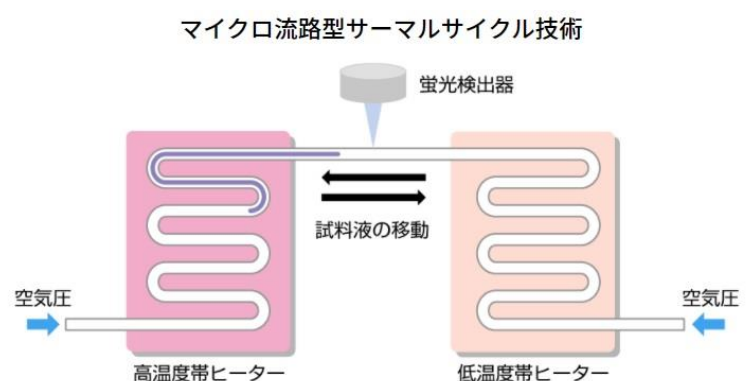 マイクロ流路型サーマルサイクル技術
蛍光検出器
試料液の移動
空気圧
空気圧
高温度帯ヒーター
低温度帯ヒーター